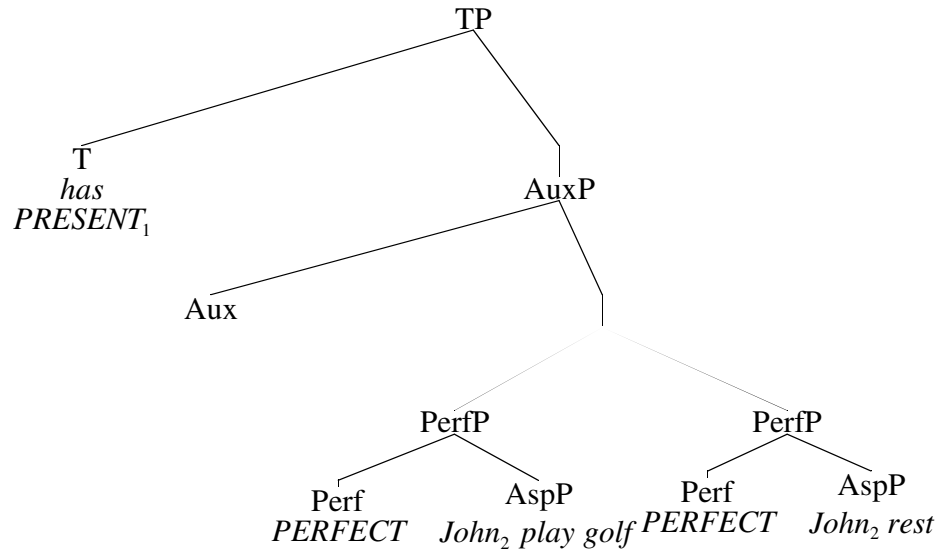 TP
T
has
PRESENT₁
AuxP
Aux
PerfP PerfP
Perf AspP Perf AspP
PERFECT John₂ play golf PERFECT John₂ rest